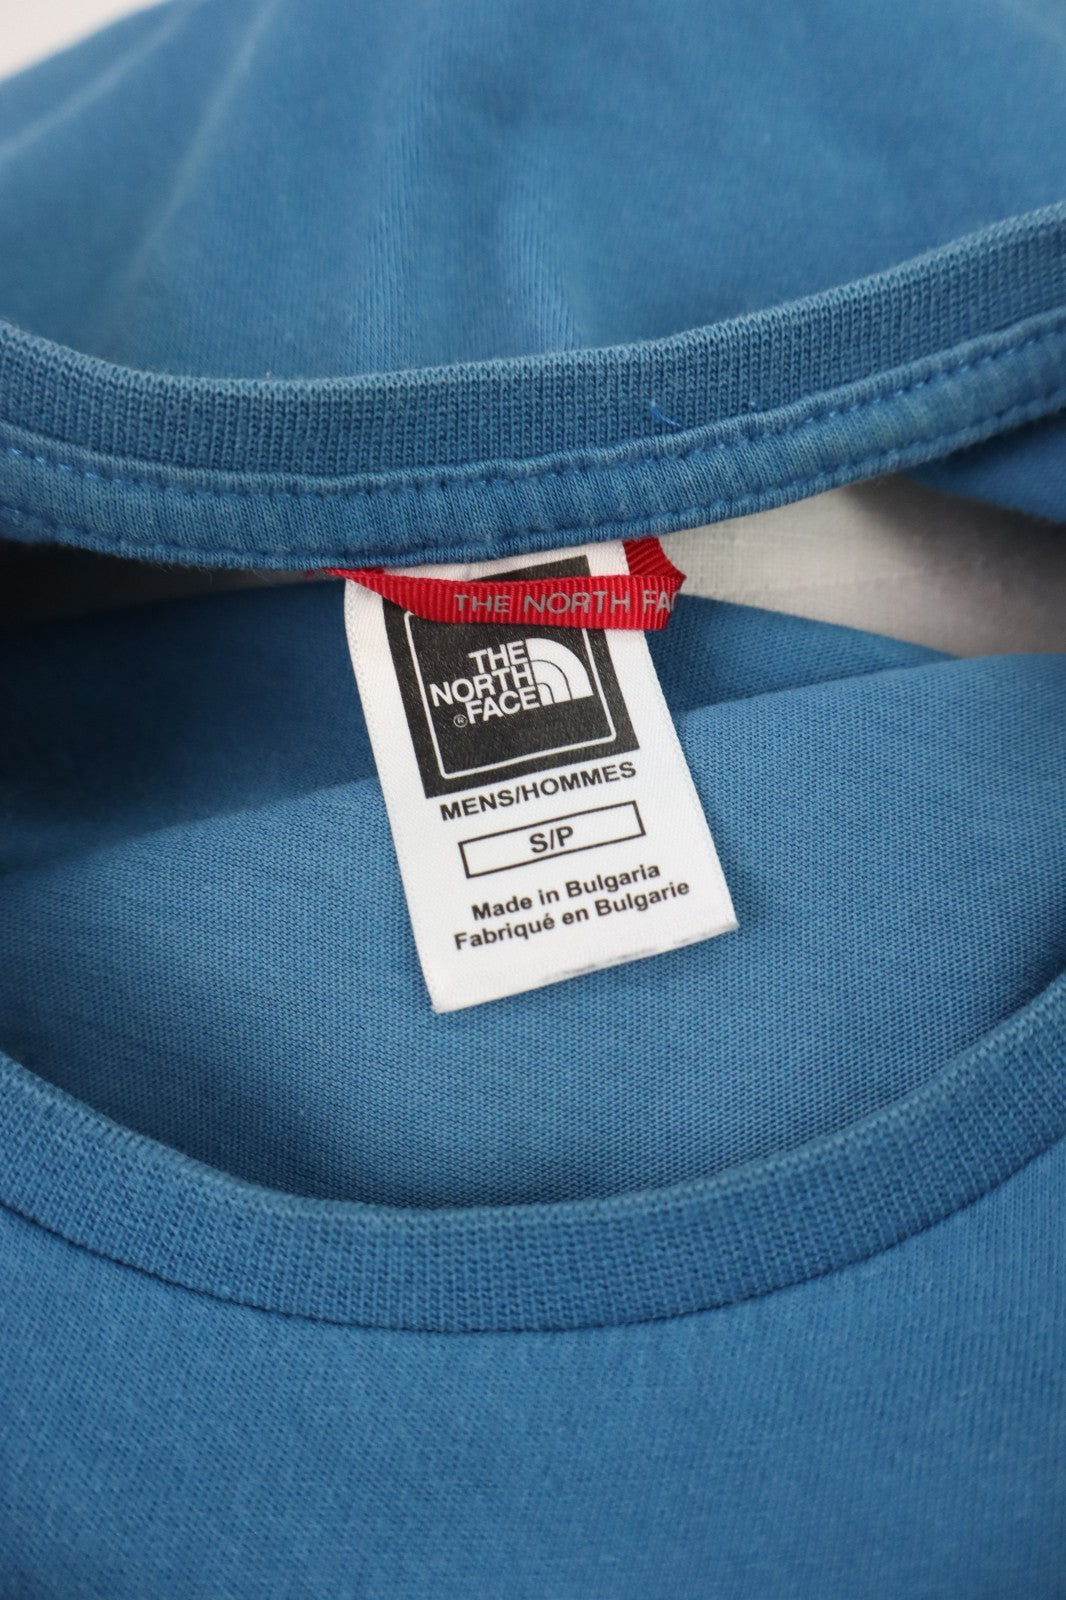 THE NORTH FA
THE
NORTH
®FACE
MENS/HOMMES
S/P
Made in Bulgaria
Fabriqué en Bulgarie